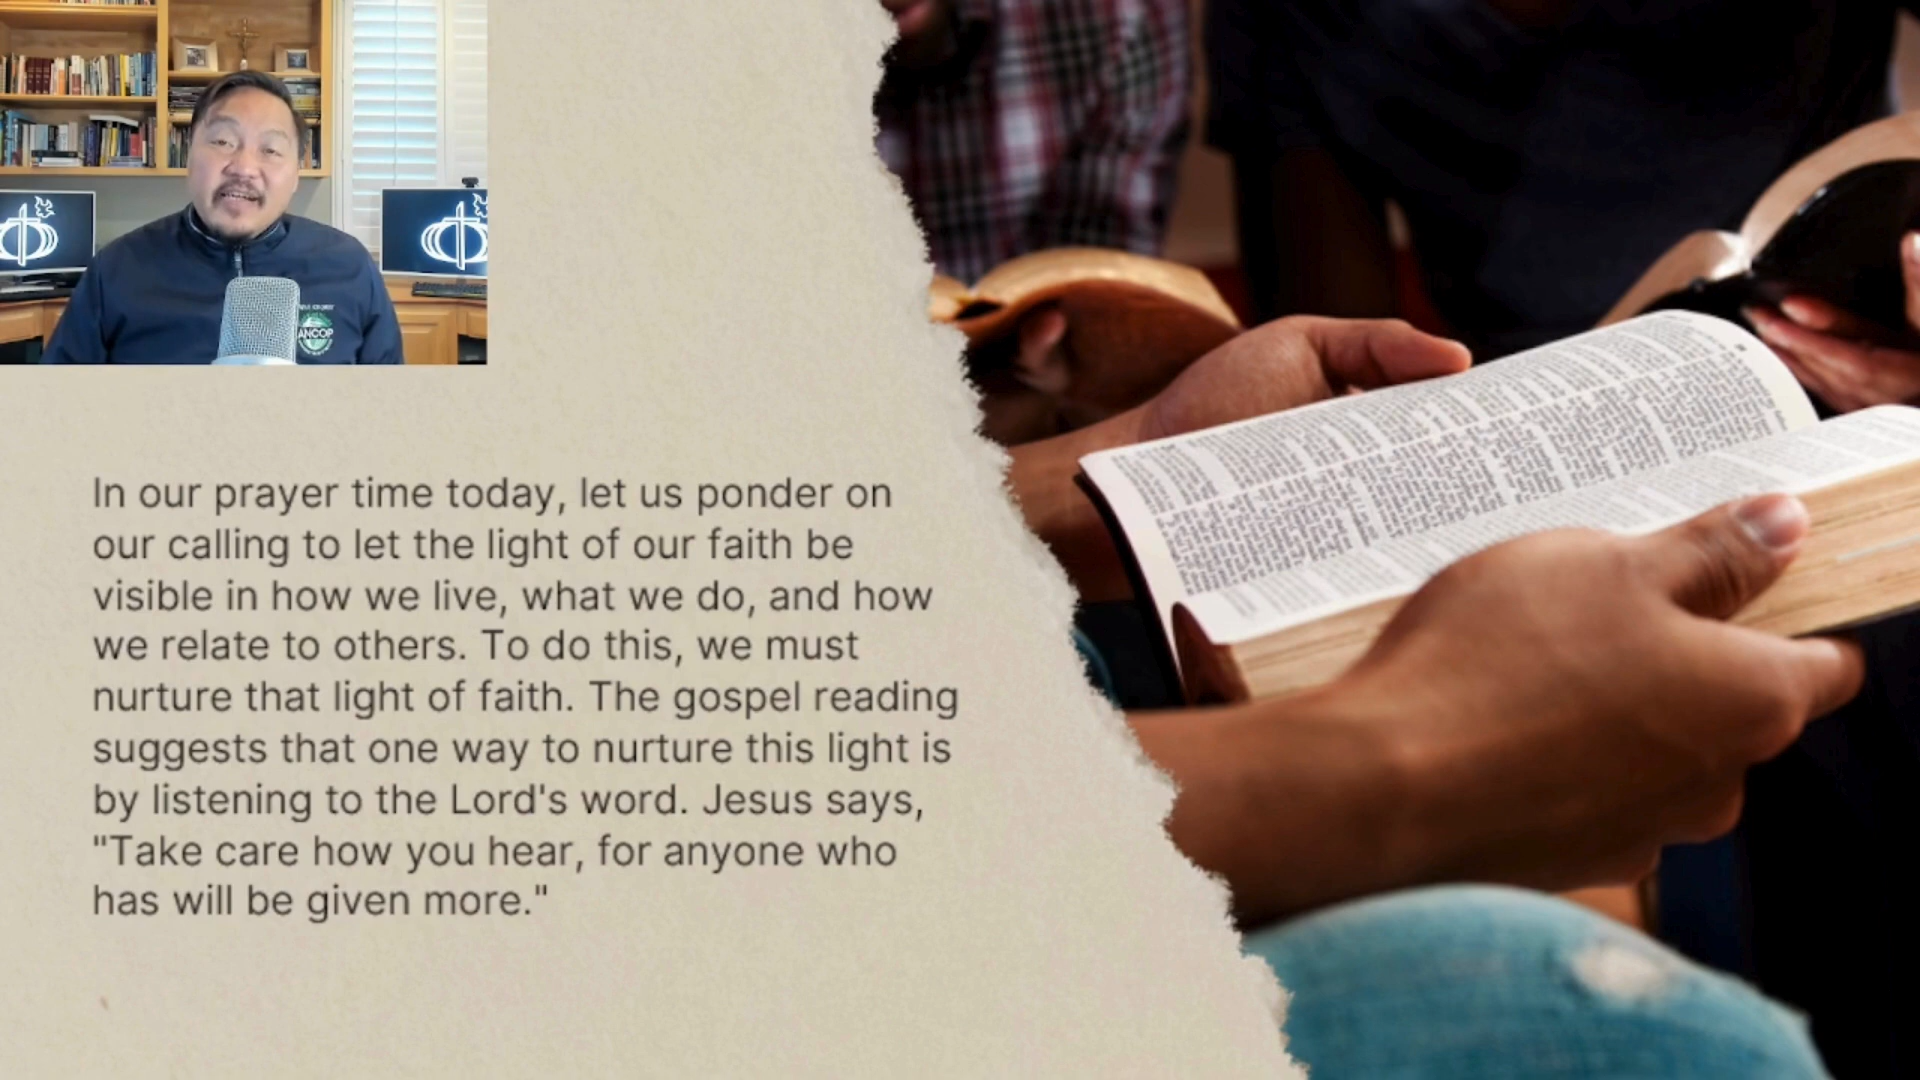 ANCOP
In our prayer time today, let us ponder on
our calling to let the light of our faith be
visible in how we live, what we do, and how
we relate to others. To do this, we must
nurture that light of faith. The gospel reading
suggests that one way to nurture this light is
by listening to the Lord's word. Jesus says,
"Take care how you hear, for anyone who
has will be given more."